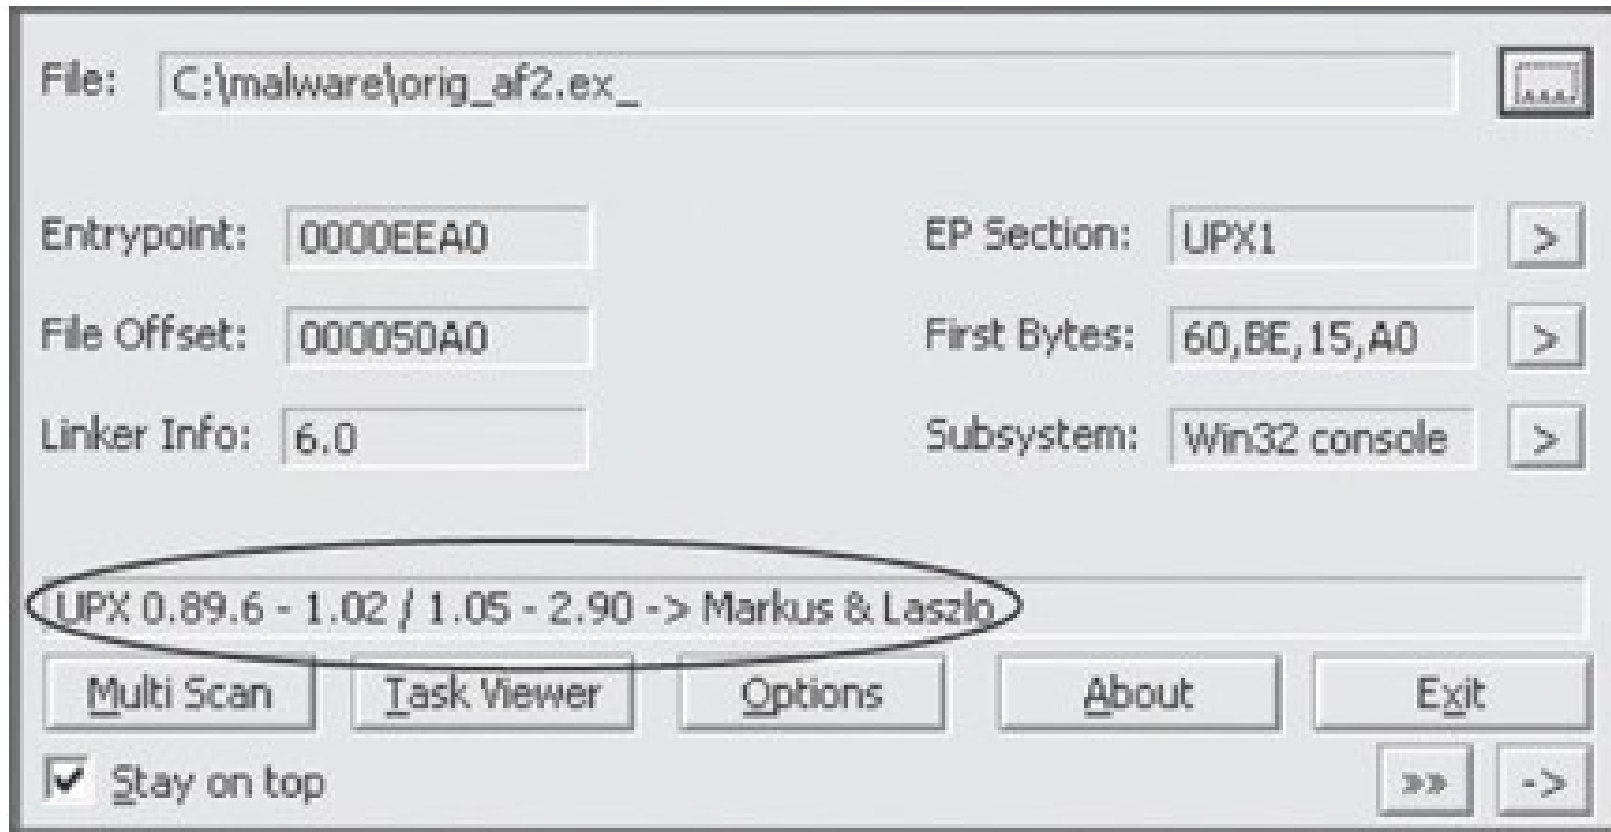 File: C:\malware\orig_af2.ex_ ....
Entrypoint: 0000EEA0 EP Section: UPX1 >
File Offset: 000050A0 First Bytes: 60,BE,15,A0 >
Linker Info: 6.0 Subsystem: Win32 console >
UPX 0.89.6 - 1.02 / 1.05 - 2.90 -> Markus & Laszlo
Multi Scan Task Viewer Options About Exit
Stay on top »» ->